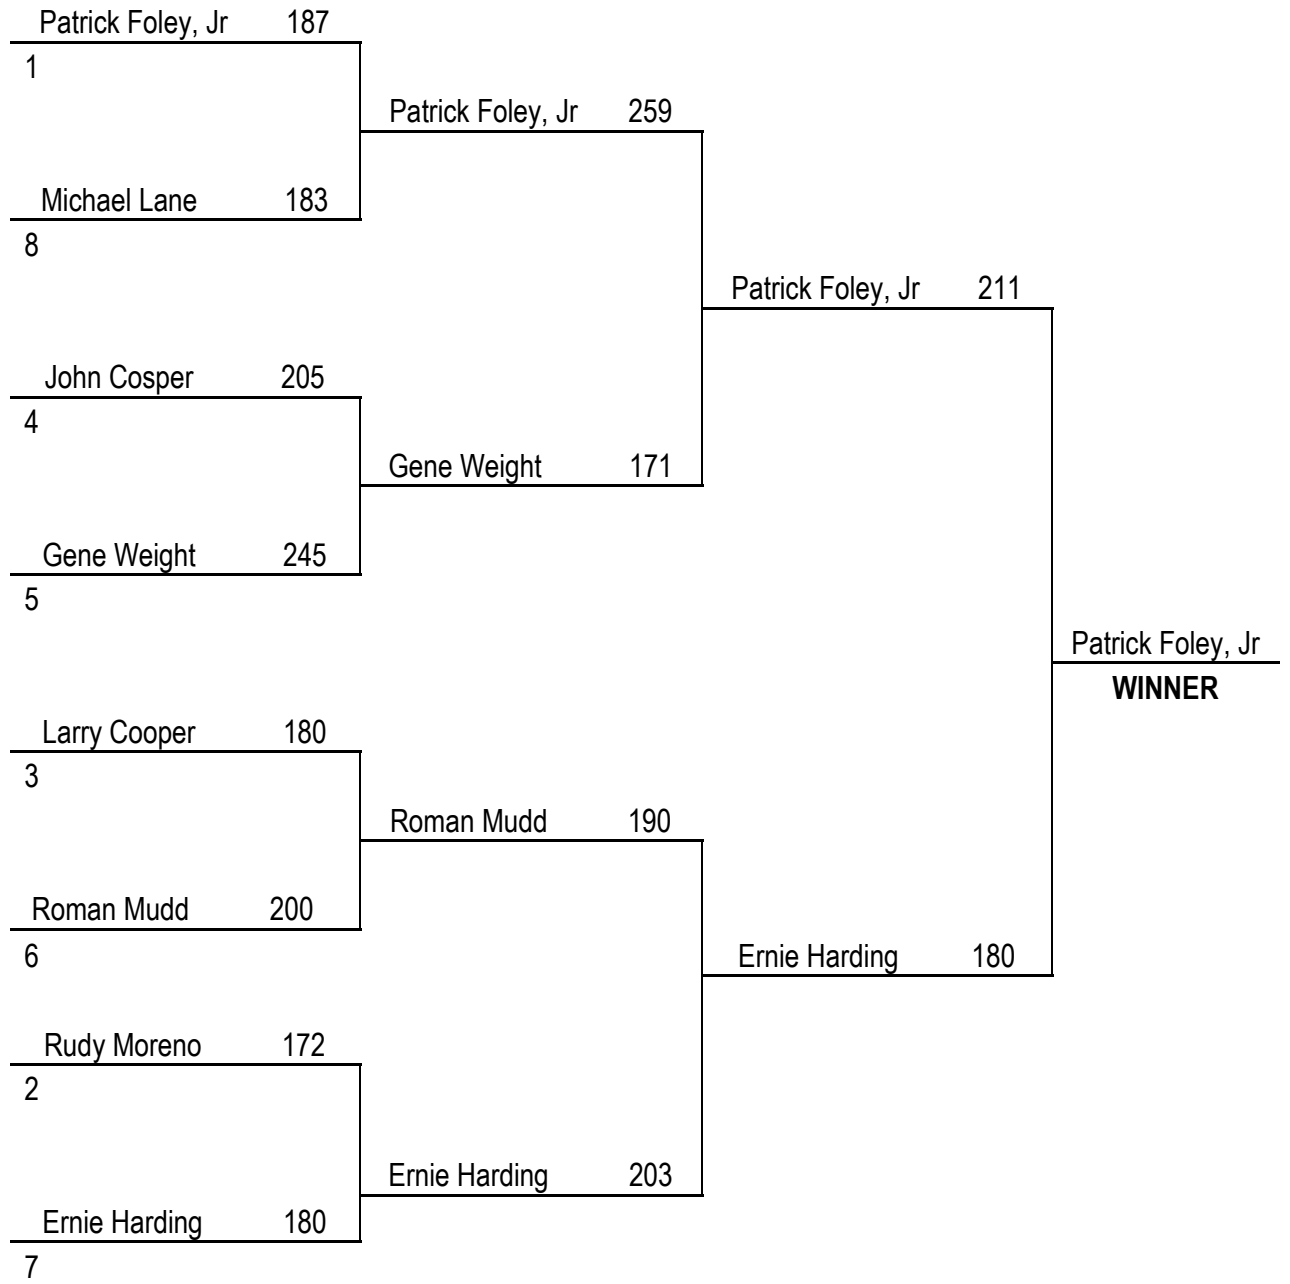 Patrick Foley, Jr 187
1
Patrick Foley, Jr 259
Michael Lane 183
8
Patrick Foley, Jr 211
John Cosper 205
4
Gene Weight 171
Gene Weight 245
5
Patrick Foley, Jr
WINNER
Larry Cooper 180
3
Roman Mudd 190
Roman Mudd 200
6
Ernie Harding 180
Rudy Moreno 172
2
Ernie Harding 203
Ernie Harding 180
7